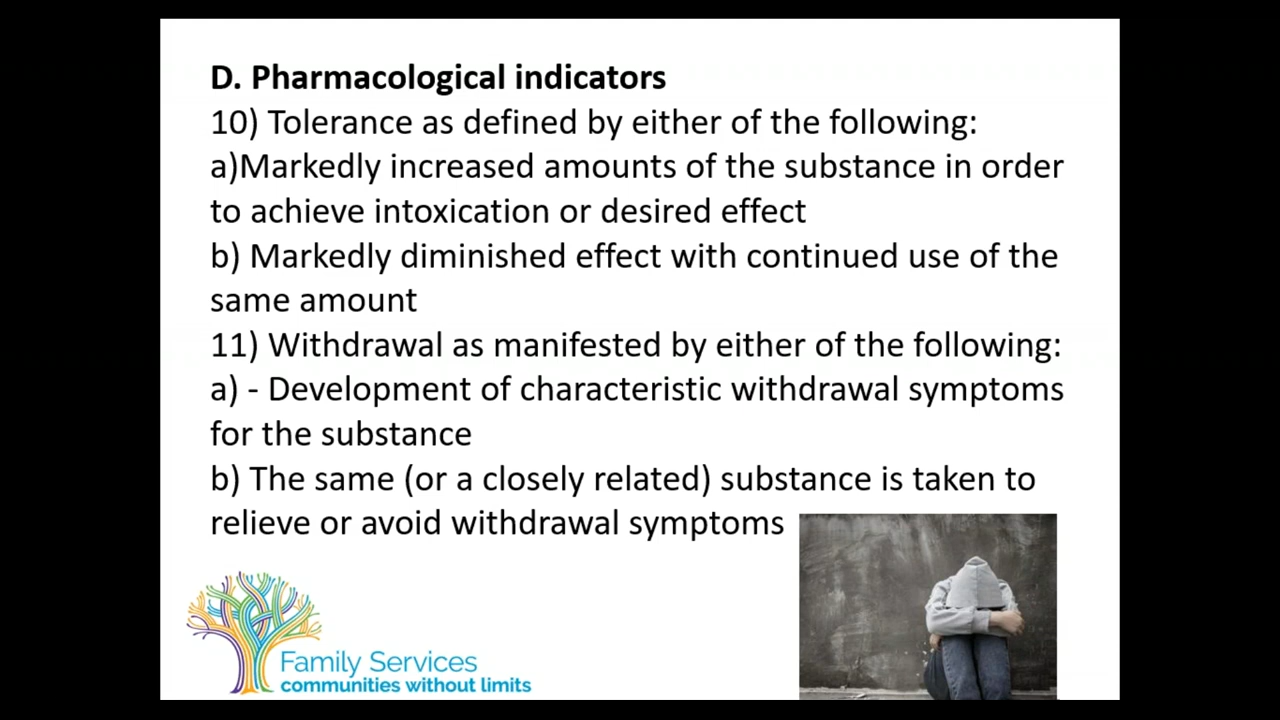 D. Pharmacological indicators
10) Tolerance as defined by either of the following:
a)Markedly increased amounts of the substance in order
to achieve intoxication or desired effect
b) Markedly diminished effect with continued use of the
same amount
11) Withdrawal as manifested by either of the following:
a) - Development of characteristic withdrawal symptoms
for the substance
b) The same (or a closely related) substance is taken to
relieve or avoid withdrawal symptoms
Family Services
communities without limits